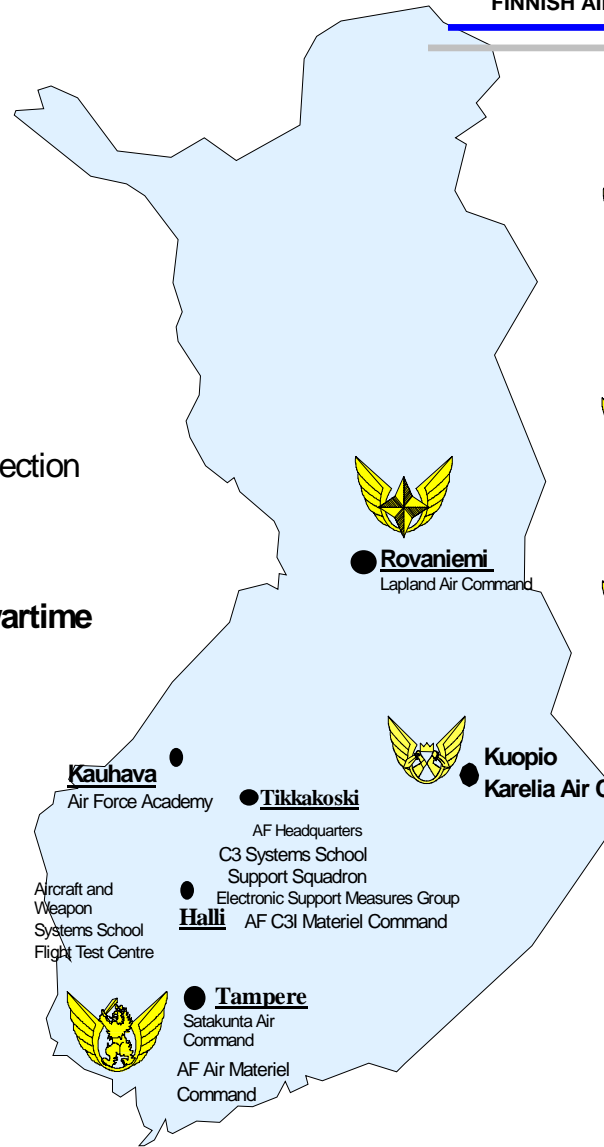 FINNISH AI
ection
Rovaniemi
Lapland Air Command
artime
Kuopio
Karelia Air C
Kauhava
Air Force Academy
Tikkakoski
AF Headquarters
C3 Systems School
Support Squadron
Electronic Support Measures Group
AF C3I Materiel Command
Aircraft and
Weapon
Systems School
Flight Test Centre
Halli
Tampere
Satakunta Air
Command
AF Air Materiel
Command